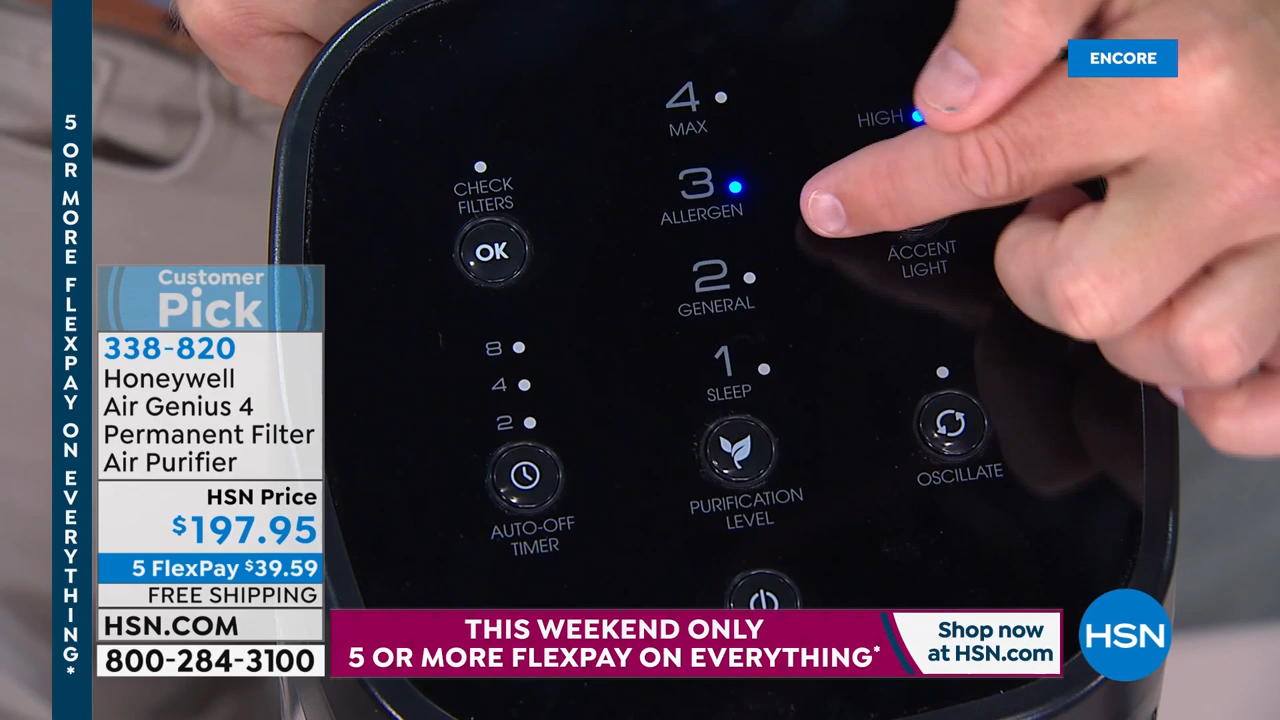 5 OR MORE FLEXPAY ON EVERYTHING*
ENCORE
4
MAX
HIGH
3
ALLERGEN
CHECK
FILTERS
OK
ACCENT
LIGHT
2
GENERAL
8
4
2
1
SLEEP
AUTO-OFF
TIMER
PURIFICATION
LEVEL
OSCILLATE
Customer
Pick
338-820
Honeywell
Air Genius 4
Permanent Filter
Air Purifier
HSN Price
$197.95
5 FlexPay $39.59
FREE SHIPPING
HSN.COM
800-284-3100
THIS WEEKEND ONLY
5 OR MORE FLEXPAY ON EVERYTHING*
Shop now
at HSN.com
HSN